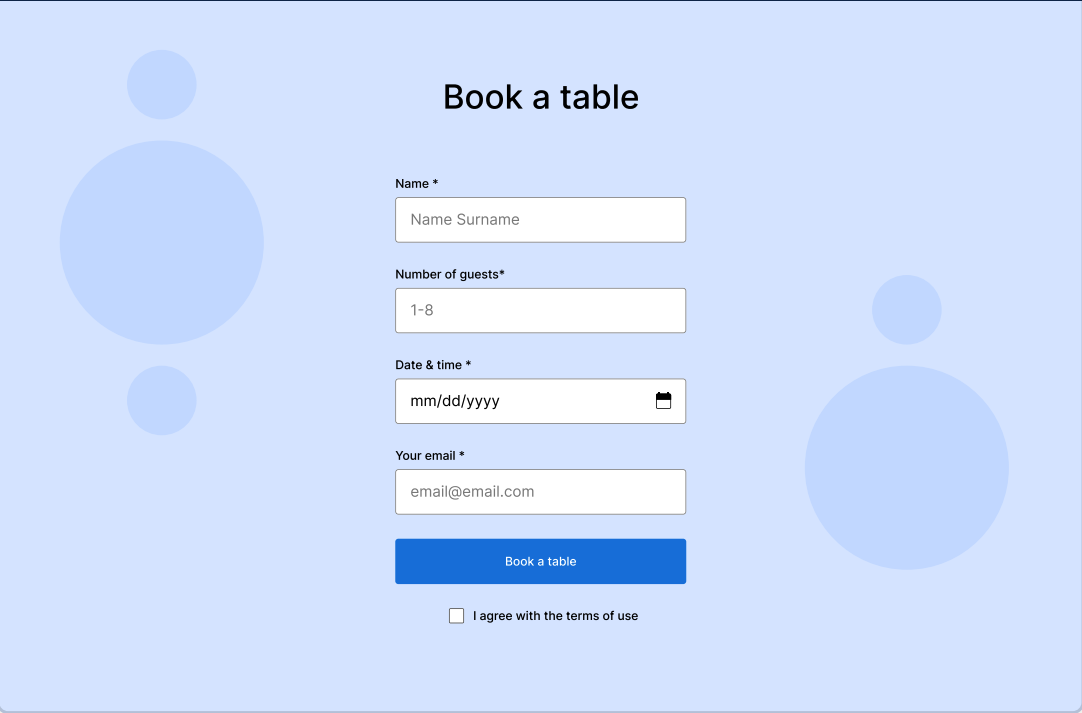 Book a table
Name *
Name Surname
Number of guests*
1-8
Date & time *
mm/dd/yyyy
Your email *
email@email.com
Book a table
I agree with the terms of use